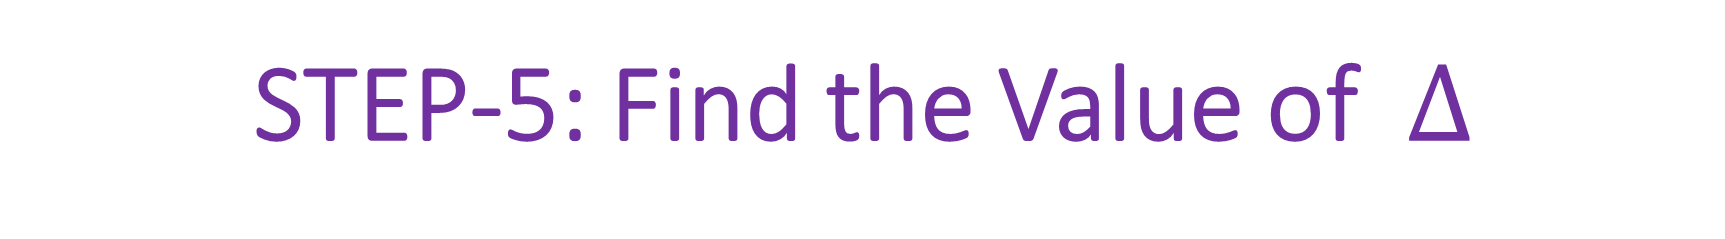 STEP-5: Find the Value of Δ